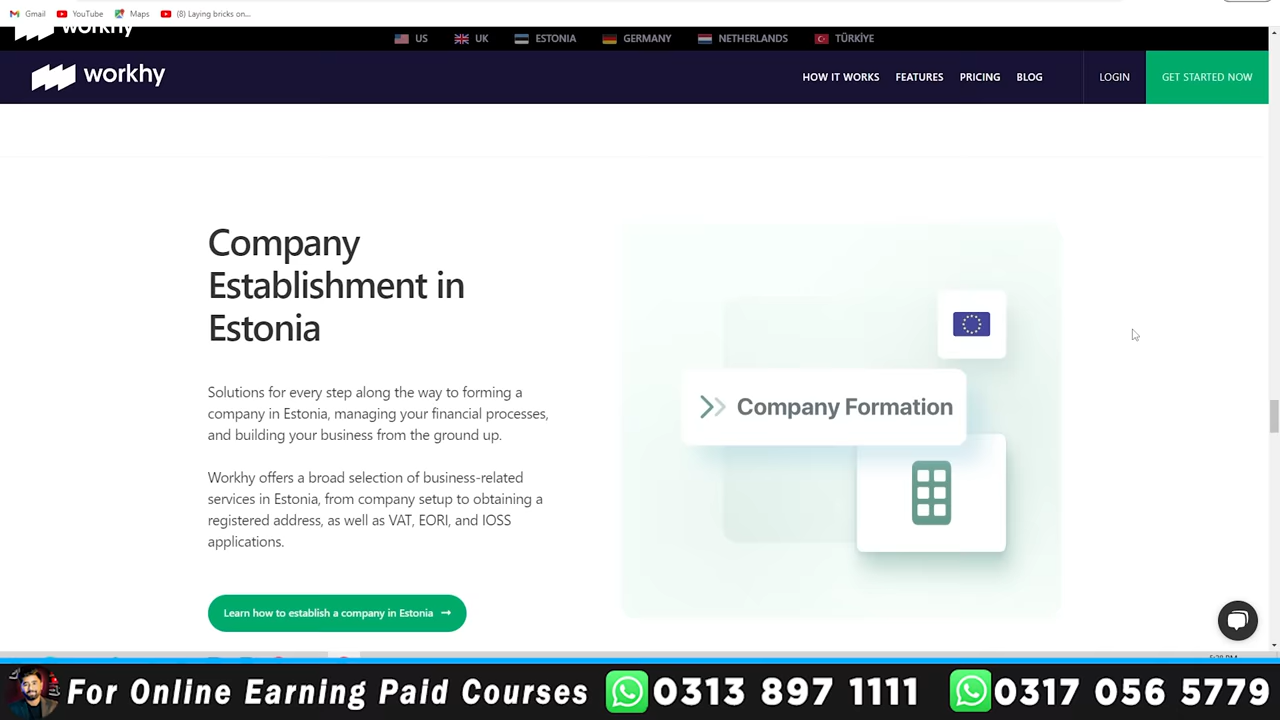 Gmail YouTube Maps (8) Laying bricks on...
workhy
US UK ESTONIA GERMANY NETHERLANDS TÜRKİYE
workhy HOW IT WORKS FEATURES PRICING BLOG LOGIN GET STARTED NOW
Company
Establishment in
Estonia
Solutions for every step along the way to forming a
company in Estonia, managing your financial processes,
and building your business from the ground up.
Workhy offers a broad selection of business-related
services in Estonia, from company setup to obtaining a
registered address, as well as VAT, EORI, and IOSS
applications.
Learn how to establish a company in Estonia →
Company Formation
For Online Earning Paid Courses 0313 897 1111 0317 056 5779